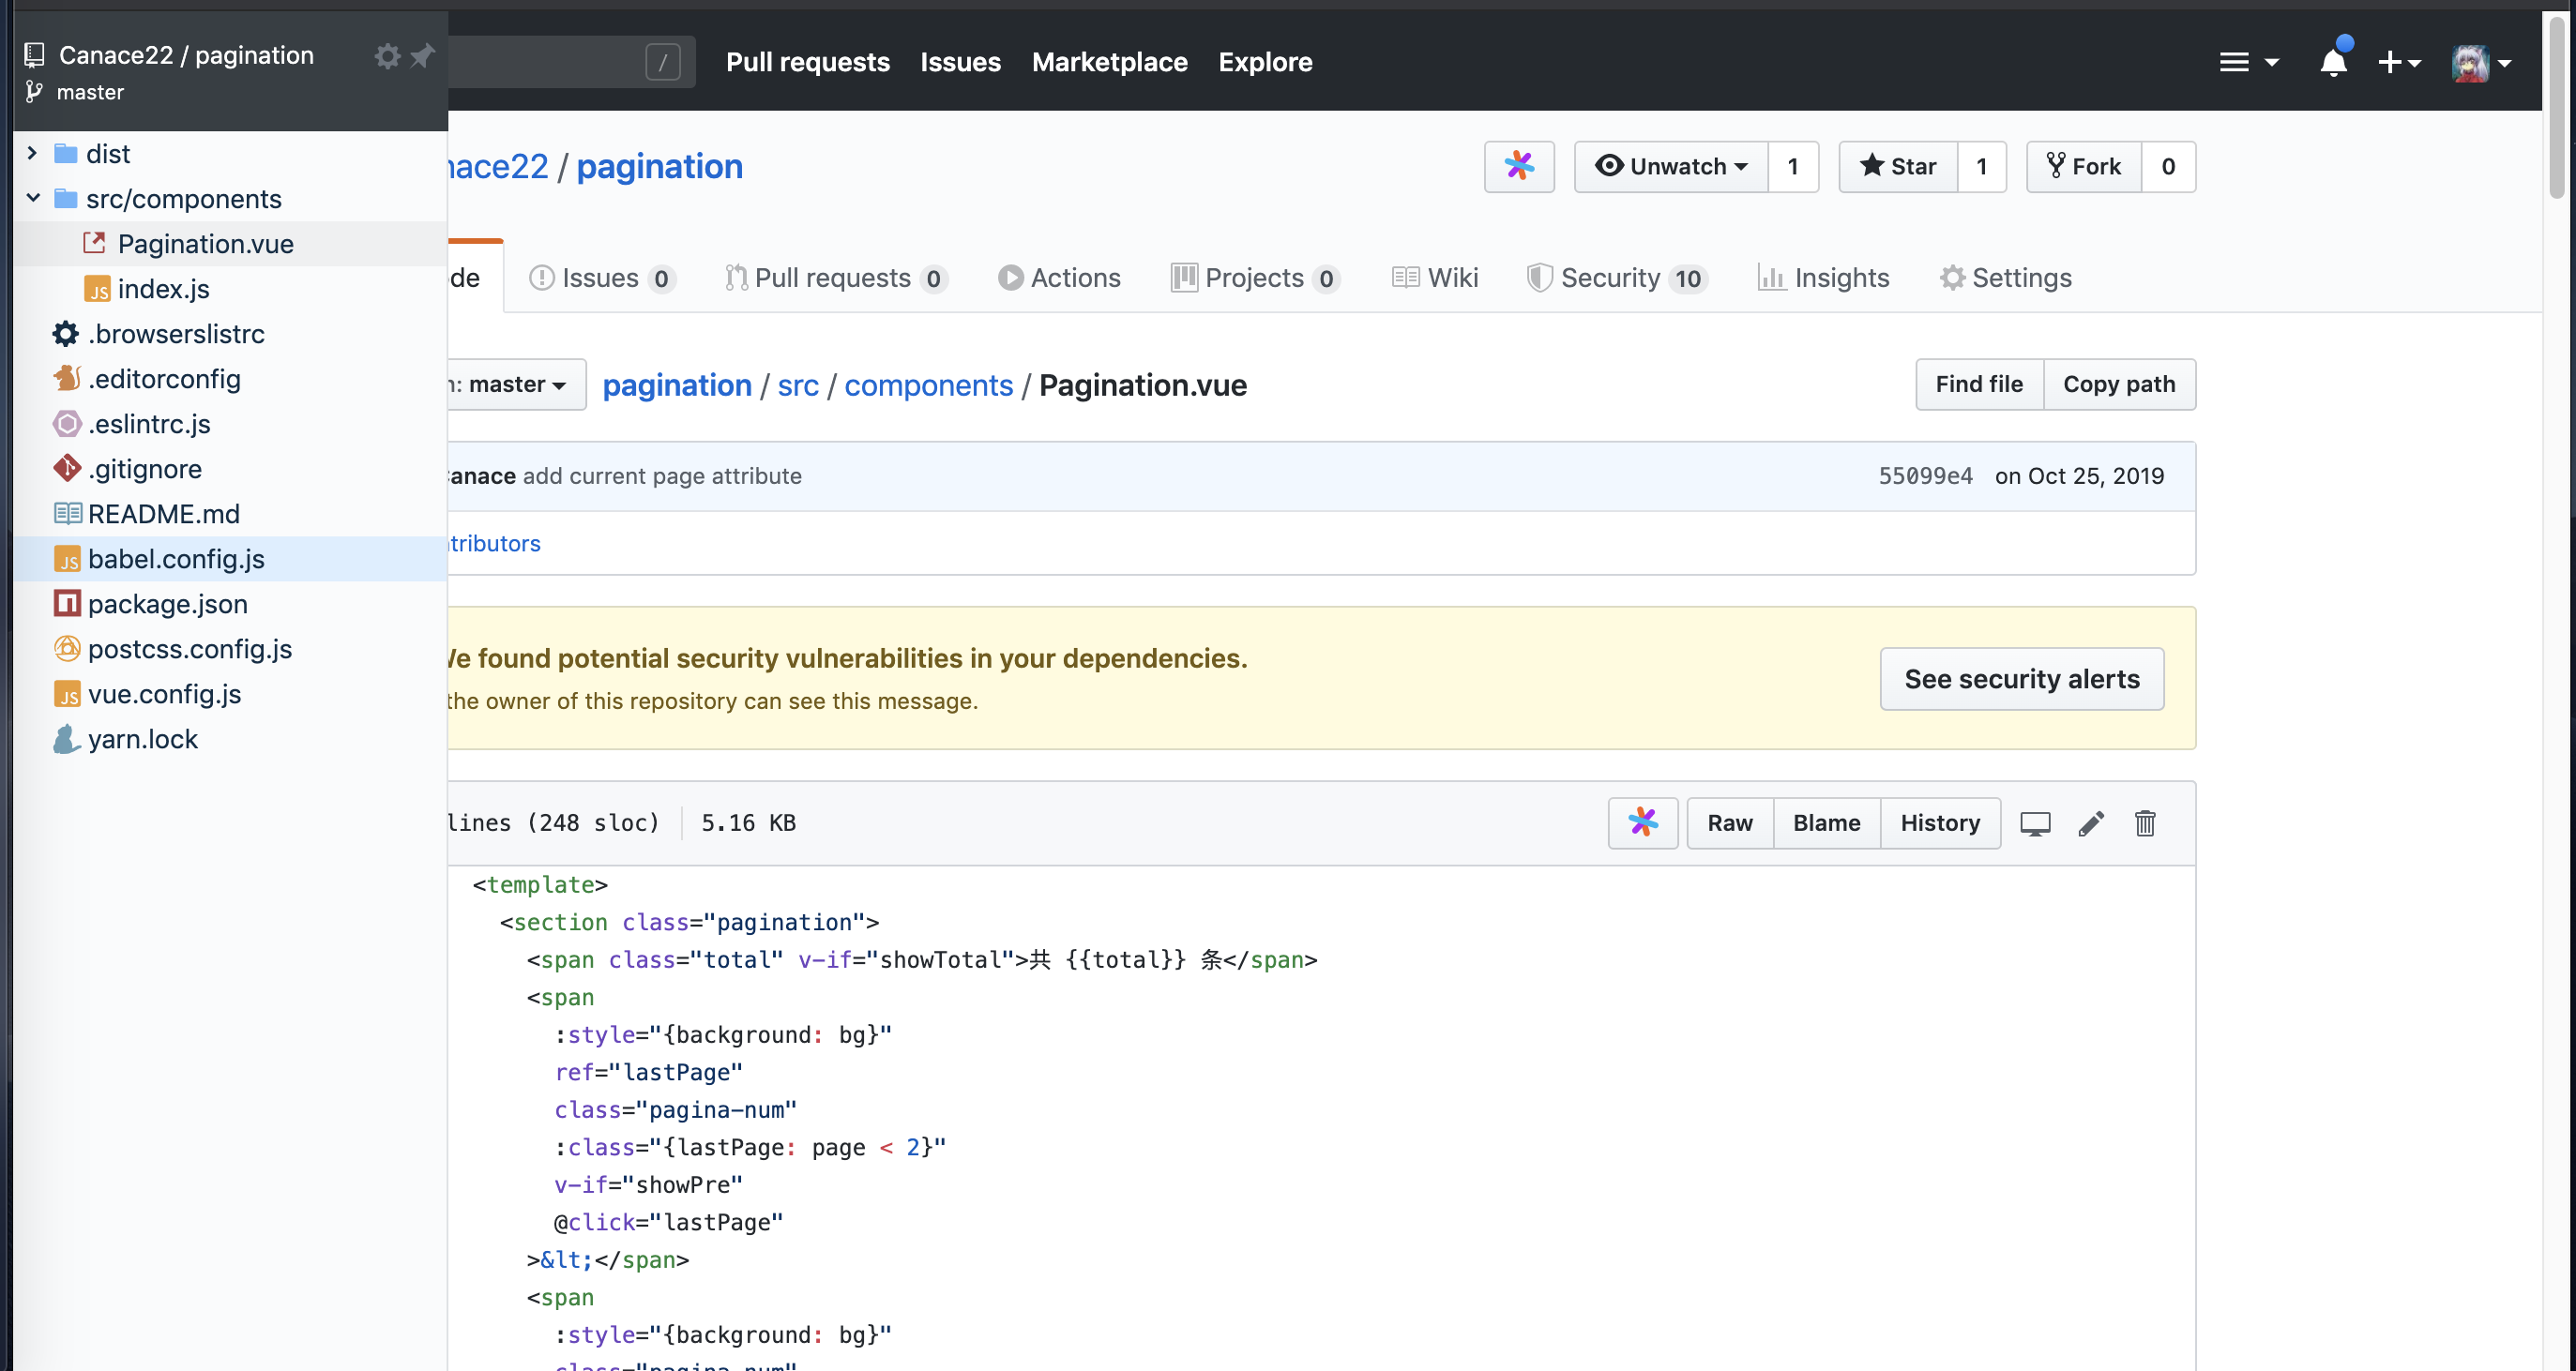 Canace22 / pagination
master
dist
src/components
Pagination.vue
index.js
.browserslistrc
.editorconfig
.eslintrc.js
.gitignore
README.md
babel.config.js
package.json
postcss.config.js
vue.config.js
yarn.lock
/ Pull requests Issues Marketplace Explore
nace22 / pagination
Unwatch 1 Star 1 Fork 0
de Issues 0 Pull requests 0 Actions Projects 0 Wiki Security 10 Insights Settings
: master pagination / src / components / Pagination.vue Find file Copy path
anace add current page attribute 55099e4 on Oct 25, 2019
tributors
We found potential security vulnerabilities in your dependencies.
the owner of this repository can see this message.
See security alerts
lines (248 sloc) 5.16 KB Raw Blame History
<template>
<section class="pagination">
<span class="total" v-if="showTotal">共 {{total}} 条</span>
<span
:style="{background: bg}"
ref="lastPage"
class="pagina-num"
:class="{lastPage: page < 2}"
v-if="showPre"
@click="lastPage"
>&lt;</span>
<span
:style="{background: bg}"
class="pagina-num"